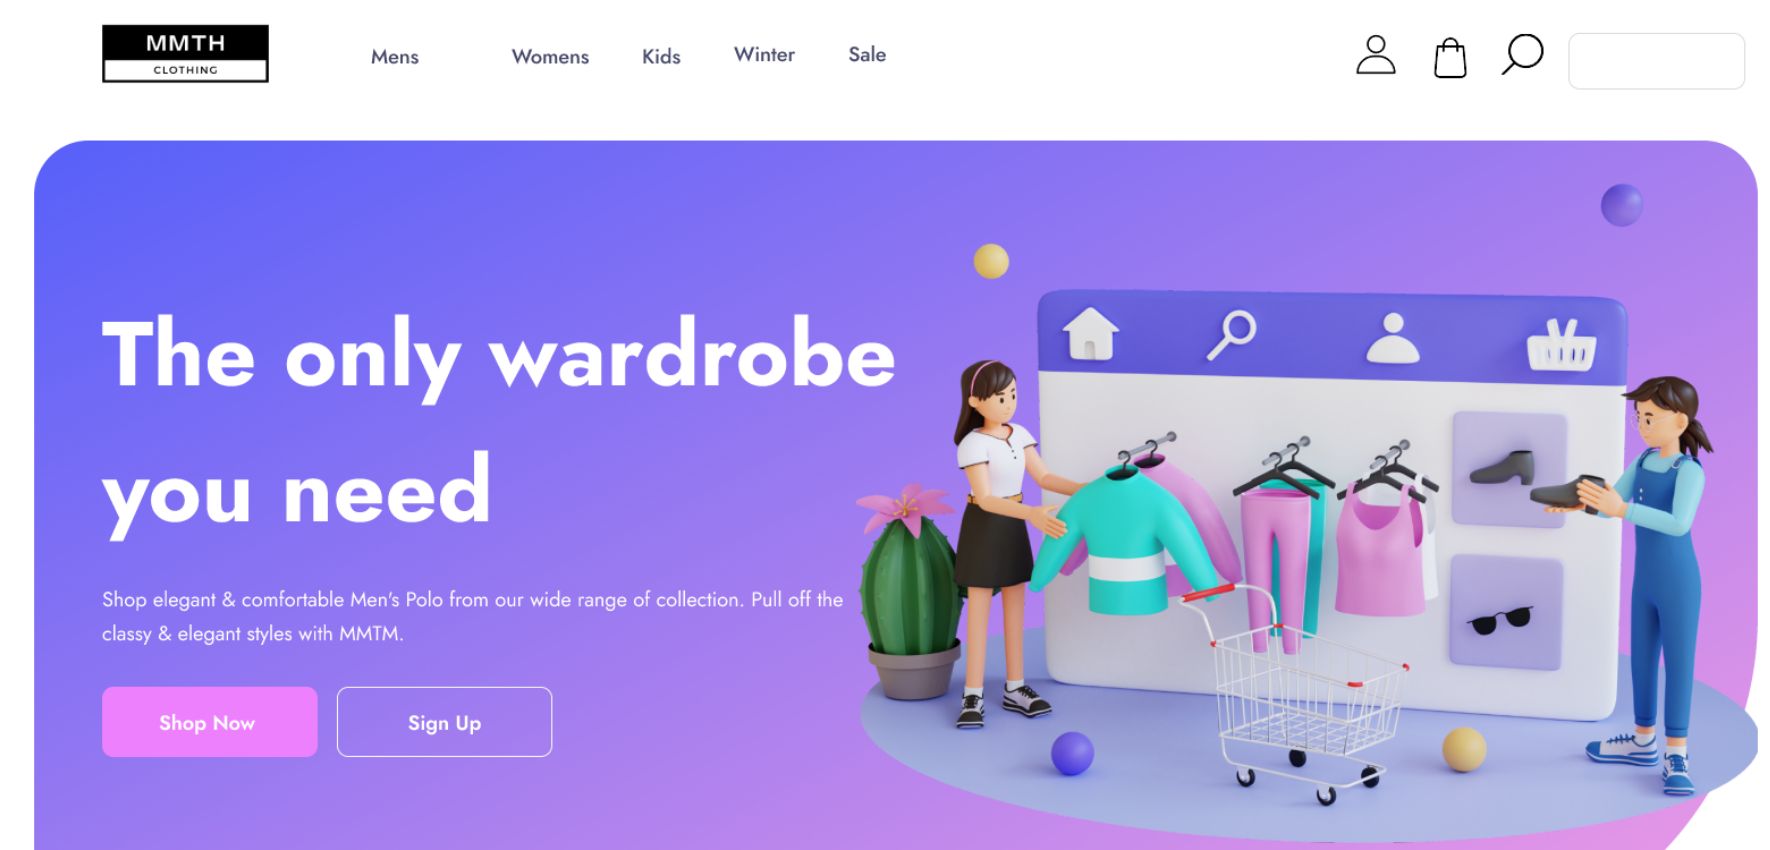 MMTH
CLOTHING
Mens Womens Kids Winter Sale
The only wardrobe
you need
Shop elegant & comfortable Men's Polo from our wide range of collection. Pull off the
classy & elegant styles with MMTM.
Shop Now Sign Up